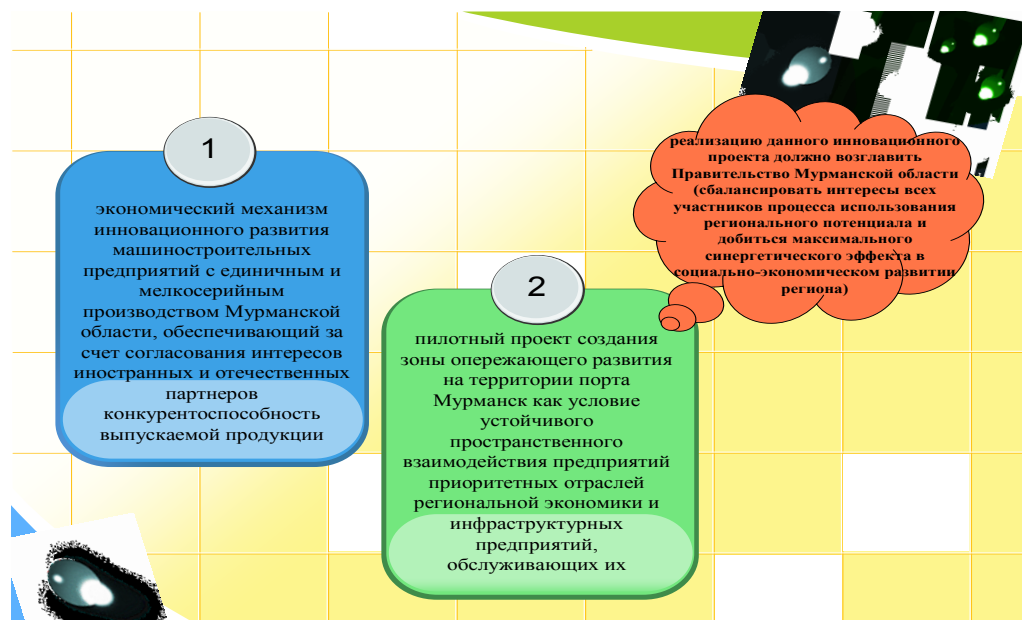 1
экономический механизм
инновационного развития
машиностроительных
предприятий с единичным и
мелкосерийным
производством Мурманской
области, обеспечивающий за
счет согласования интересов
иностранных и отечественных
партнеров
конкурентоспособность
выпускаемой продукции
2
пилотный проект создания
зоны опережающего развития
на территории порта
Мурманск как условие
устойчивого
пространственного
взаимодействия предприятий
приоритетных отраслей
региональной экономики и
инфраструктурных
предприятий,
обслуживающих их
реализацию данного инновационного
проекта должно возглавить
Правительство Мурманской области
(сбалансировать интересы всех
участников процесса использования
регионального потенциала и
добиться максимального
синергетического эффекта в
социально-экономическом развитии
региона)